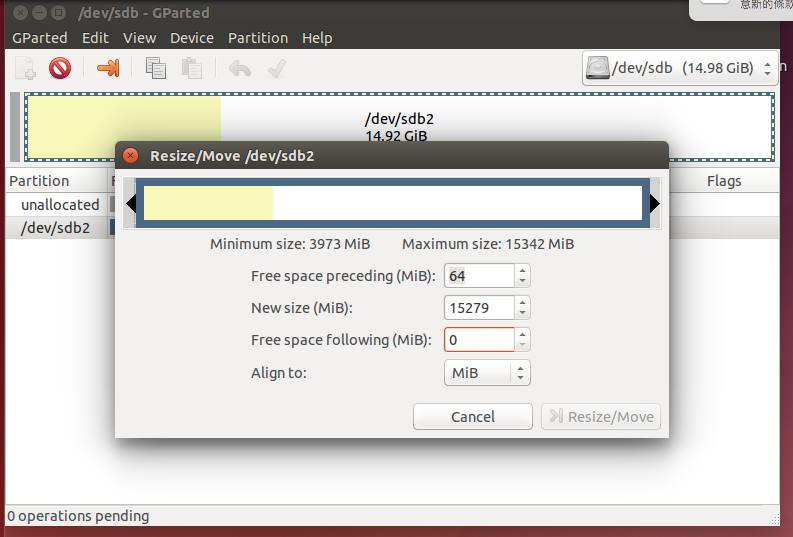 意新的條款
/dev/sdb - GParted
GParted Edit View Device Partition Help
/dev/sdb (14.98 GiB)
n
/dev/sdb2
14.92 GiB
Resize/Move /dev/sdb2
Partition
Flags
unallocated
/dev/sdb2
Minimum size: 3973 MiB Maximum size: 15342 MiB
Free space preceding (MiB): 64
New size (MiB): 15279
Free space following (MiB): 0
Align to: MiB
Cancel Resize/Move
0 operations pending